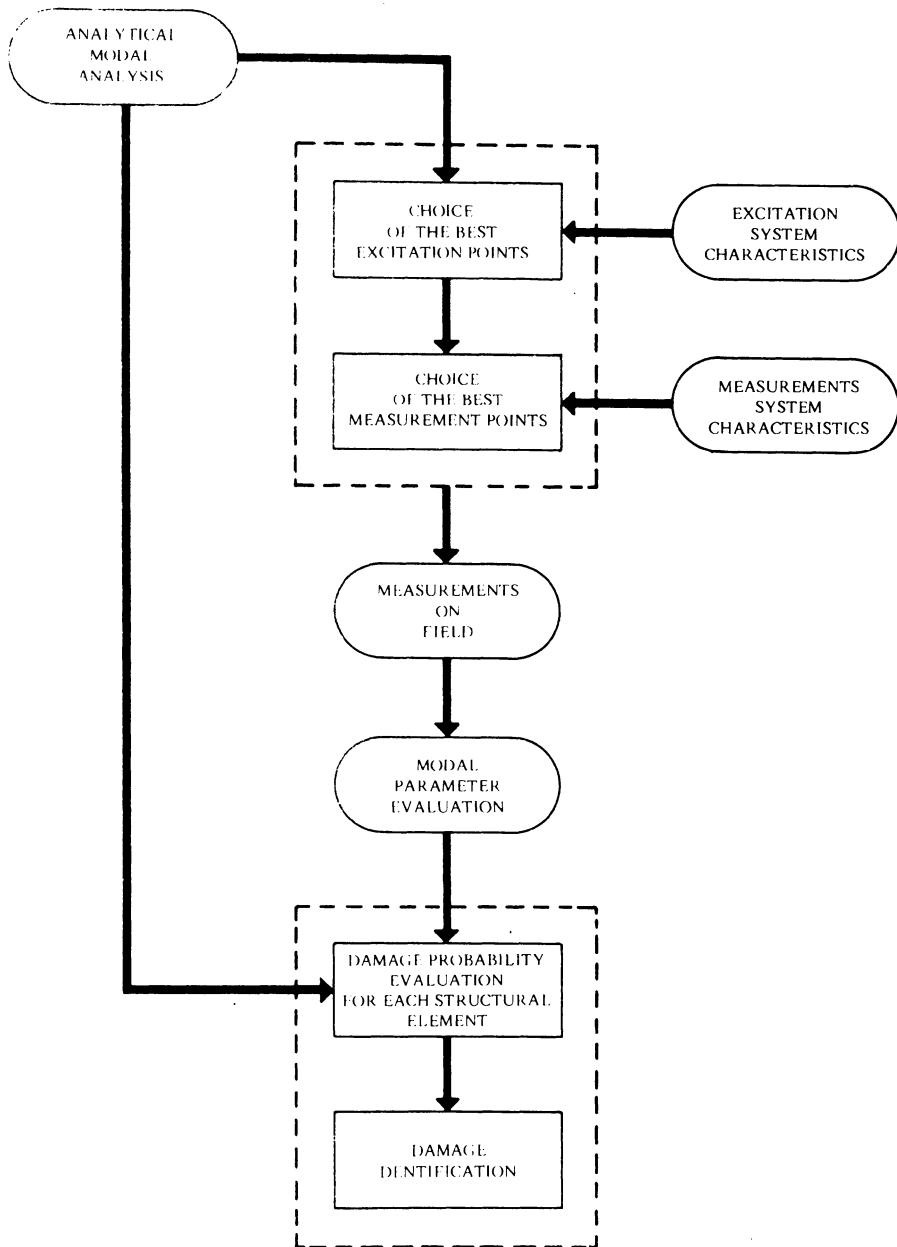 ANALYTICAL
MODAL
ANALYSIS
CHOICE
OF THE BEST
EXCITATION POINTS
EXCITATION
SYSTEM
CHARACTERISTICS
CHOICE
OF THE BEST
MEASUREMENT POINTS
MEASUREMENTS
SYSTEM
CHARACTERISTICS
MEASUREMENTS
ON
FIELD
MODAL
PARAMETER
EVALUATION
DAMAGE PROBABILITY
EVALUATION
FOR EACH STRUCTURAL
ELEMENT
DAMAGE
DENTIFICATION